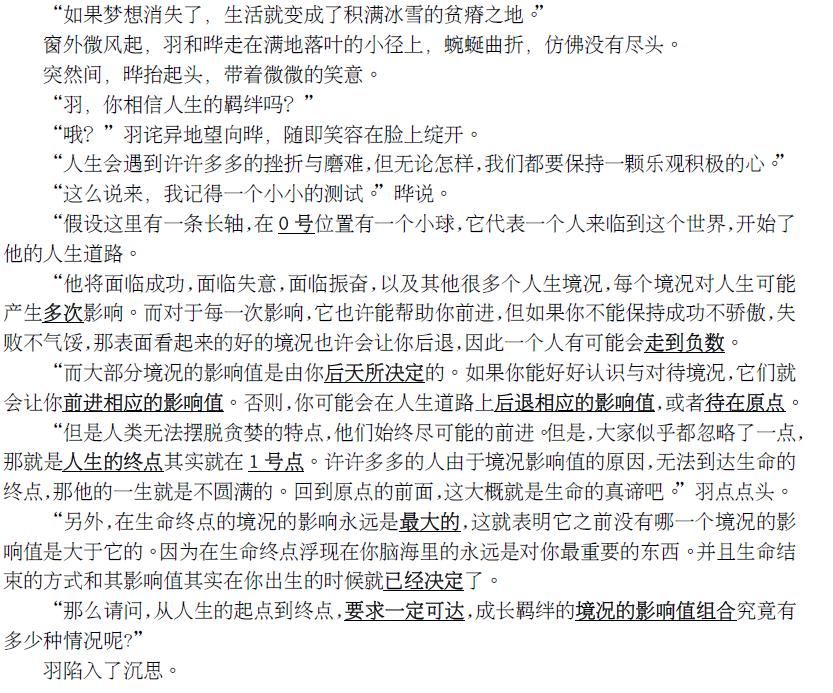 “如果梦想消失了，生活就变成了积满冰雪的贫瘠之地。”
窗外微风起，羽和晔走在满地落叶的小径上，蜿蜒曲折，仿佛没有尽头。
突然间，晔抬起头，带着微微的笑意。
“羽，你相信人生的羁绊吗？”
“哦？”羽诧异地望向晔，随即笑容在脸上绽开。
“人生会遇到许许多多的挫折与磨难，但无论怎样，我们都要保持一颗乐观积极的心。”
“这么说来，我记得一个小小的测试。”晔说。
“假设这里有一条长轴，在 0 号位置有一个小球，它代表一个人来临到这个世界，开始了
他的人生道路。
“他将面临成功，面临失意，面临振奋，以及其他很多个人生境况，每个境况对人生可能
产生多次影响。而对于每一次影响，它也许能帮助你前进，但如果你不能保持成功不骄傲，失
败不气馁，那表面看起来的好的境况也许会让你后退，因此一个人有可能会走到负数。
“而大部分境况的影响值是由你后天所决定的。如果你能好好认识与对待境况，它们就
会让你前进相应的影响值。否则，你可能会在人生道路上后退相应的影响值，或者待在原点。
“但是人类无法摆脱贪婪的特点，他们始终尽可能的前进。但是，大家似乎都忽略了一点，
那就是人生的终点其实就在 1 号点。许许多多的人由于境况影响值的原因，无法到达生命的
终点，那他的一生就是不圆满的。回到原点的前面，这大概就是生命的真谛吧。”羽点点头。
“另外，在生命终点的境况的影响永远是最大的，这就表明它之前没有哪一个境况的影
响值是大于它的。因为在生命终点浮现在你脑海里的永远是对你最重要的东西。并且生命结
束的方式和其影响值其实在你出生的时候就已经决定了。
“那么请问，从人生的起点到终点，要求一定可达，成长羁绊的境况的影响值组合究竟有
多少种情况呢？”
羽陷入了沉思。